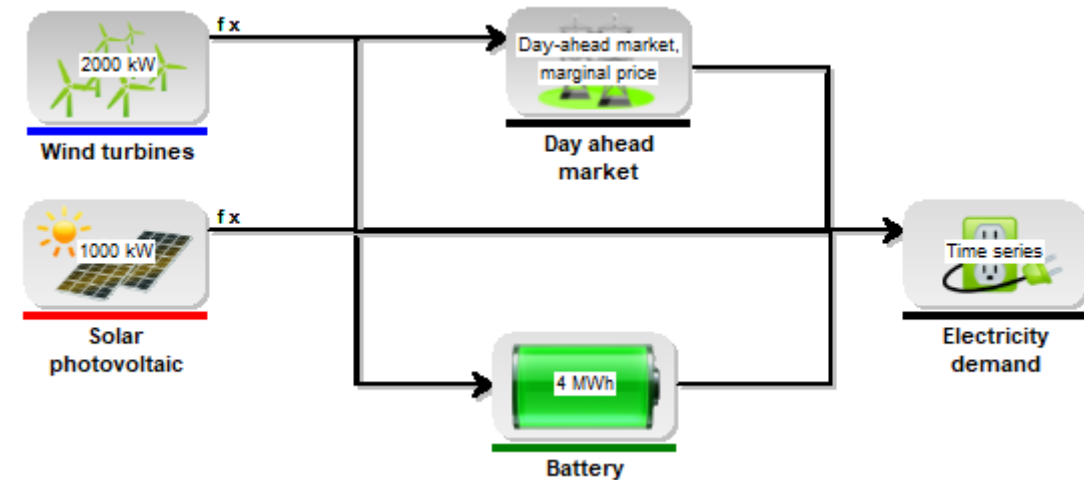 f x
2000 kW
Wind turbines
Day-ahead market,
marginal price
Day ahead
market
f x
1000 kW
Solar
photovoltaic
Time series
Electricity
demand
4 MWh
Battery